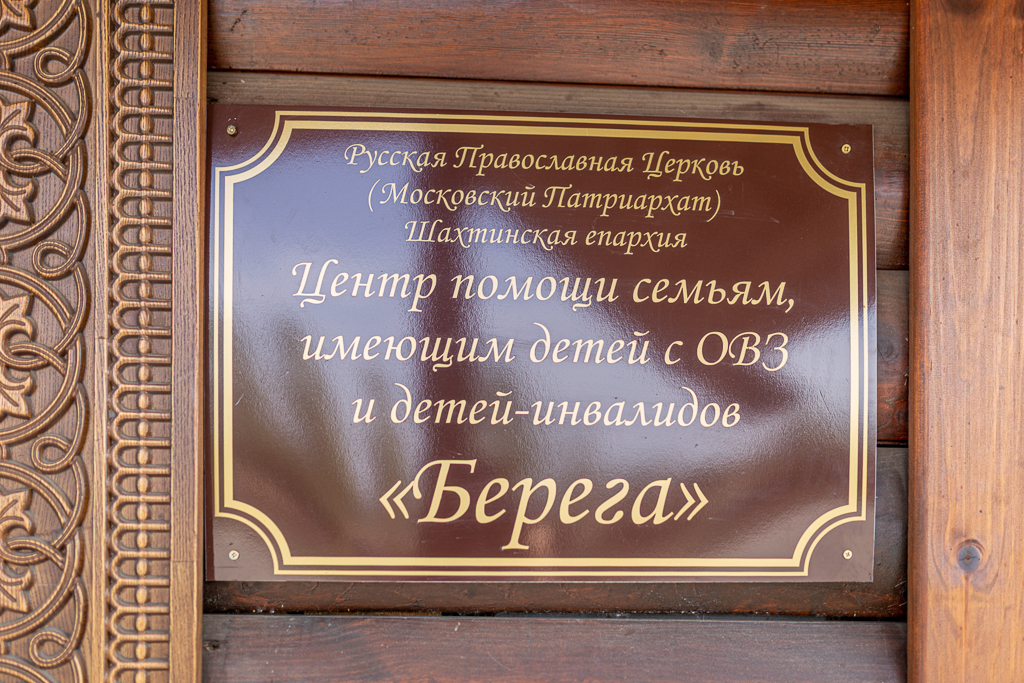 Русская Православная Церковь
(Московский Патриархат)
Шахтинская епархия
Центр помощи семьям,
имеющим детей с ОВЗ
и детей-инвалидов
«Берега»